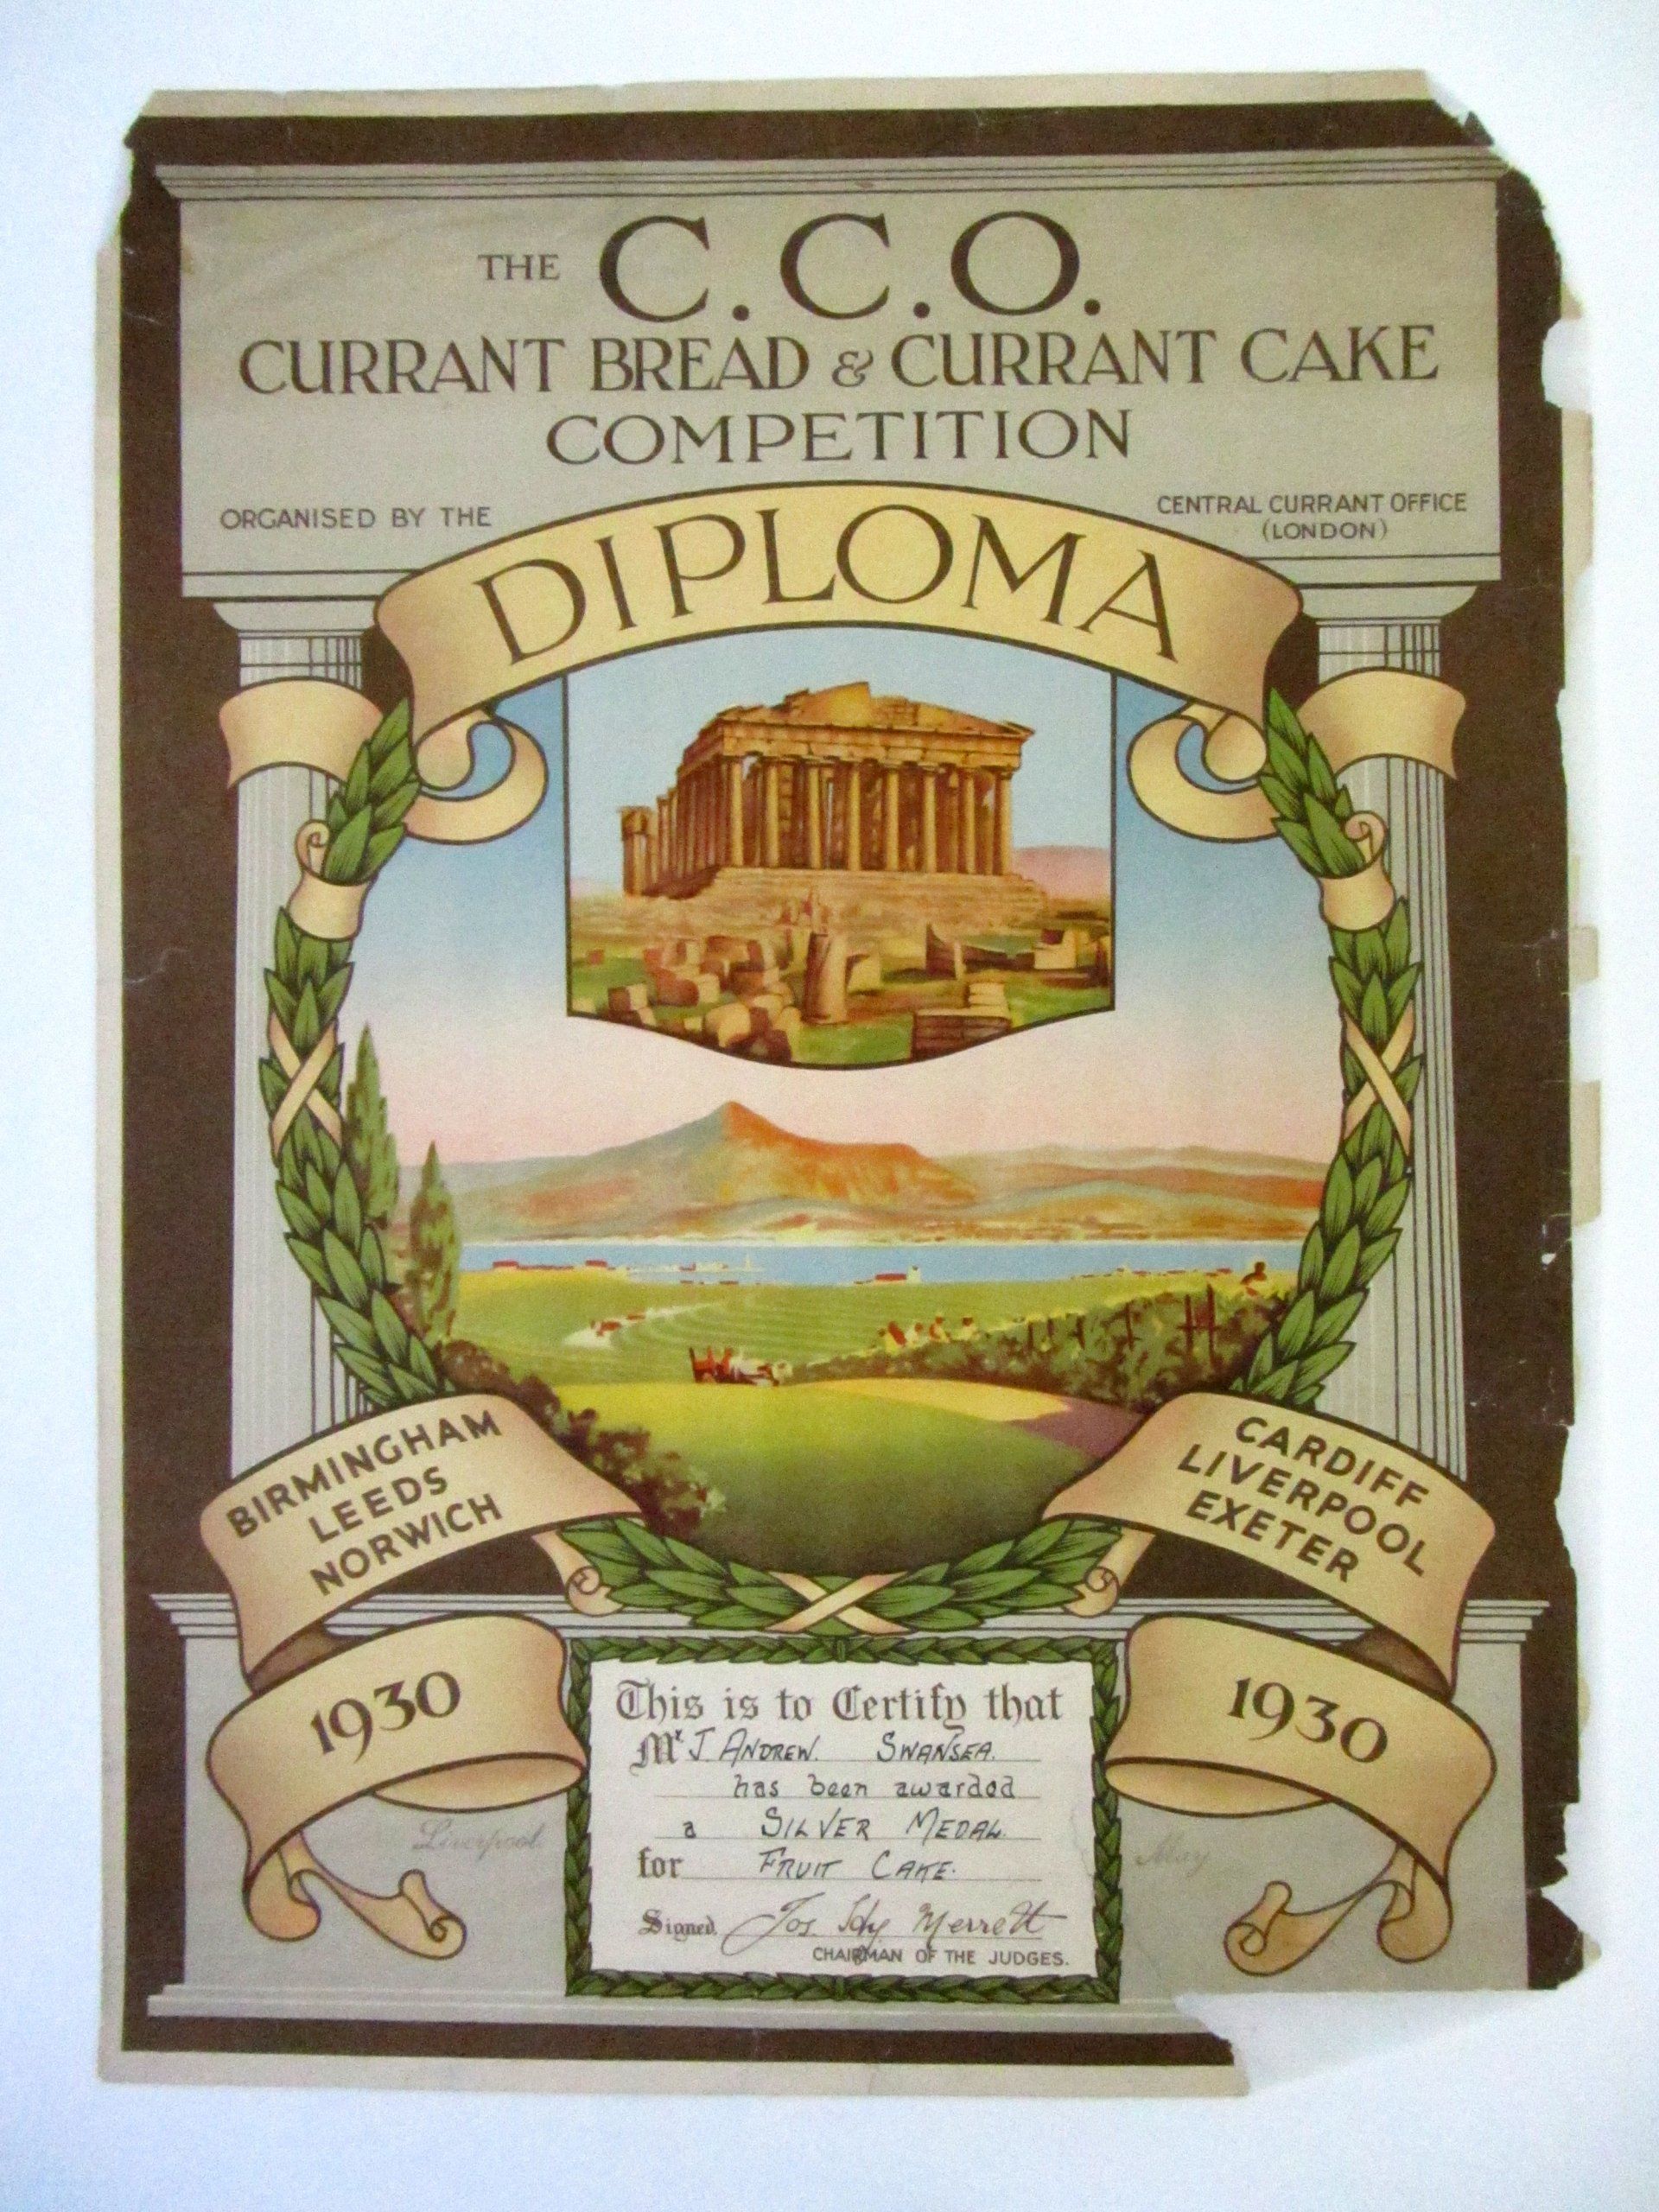 THE C.C.O.
CURRANT BREAD & CURRANT CAKE
COMPETITION
ORGANISED BY THE
CENTRAL CURRANT OFFICE
(LONDON)
DIPLOMA
BIRMINGHAM
LEEDS
NORWICH
CARDIFF
LIVERPOOL
EXETER
1930
1930
This is to Certify that
Mr J. ANDREW. SWANSEA.
has been awarded
a SILVER MEDAL
for FRUIT CAKE.
Signed. Jos. Merrett
CHAIRMAN OF THE JUDGES.
Liverpool
May